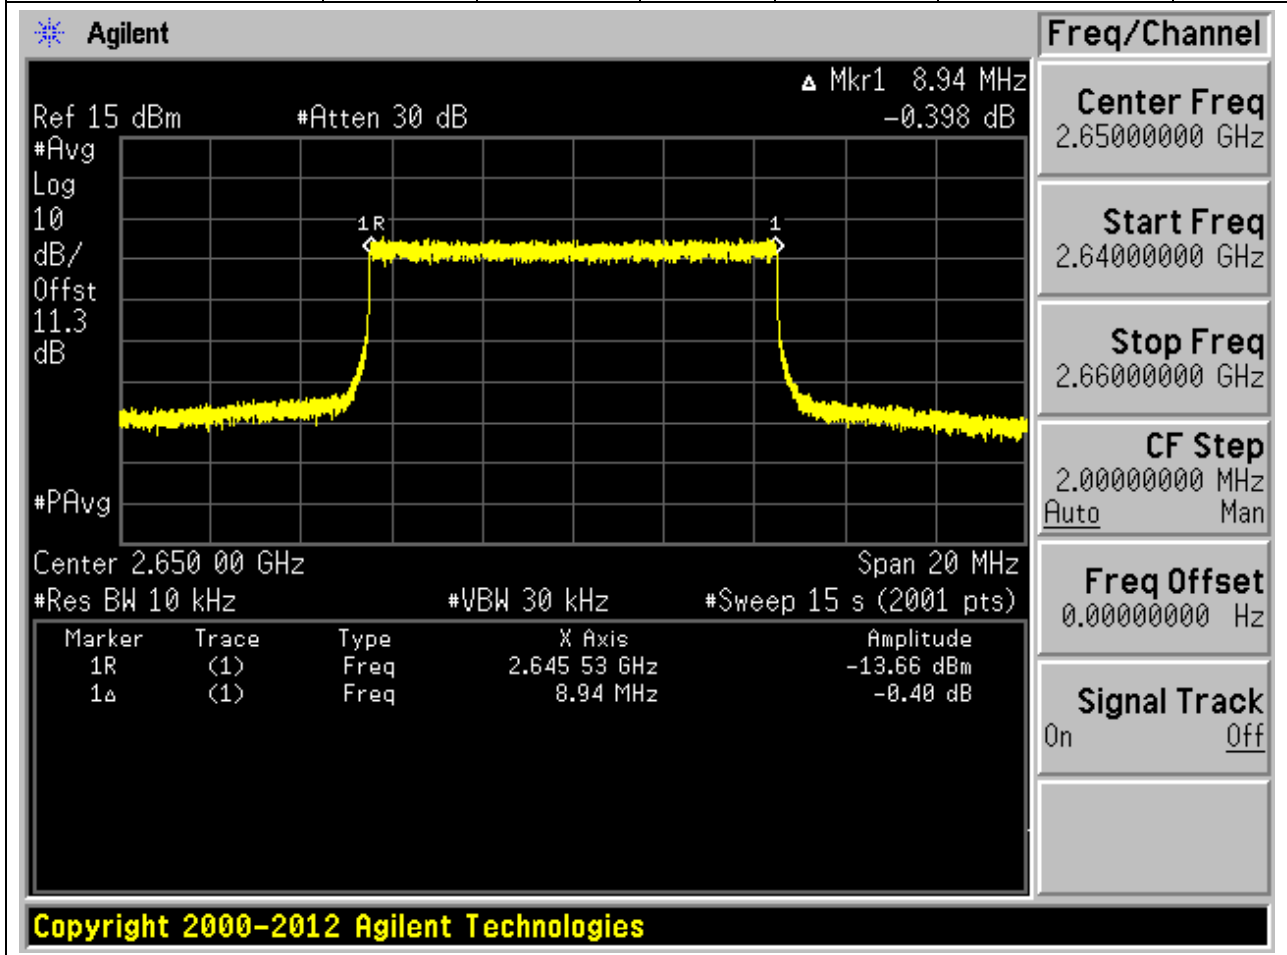 Agilent
Freq/Channel
Δ Mkr1 8.94 MHz
Ref 15 dBm #Atten 30 dB -0.398 dB
#Avg
Log
10
dB/
Offst
11.3
dB
1R 1
#PAvg
Center 2.650 00 GHz Span 20 MHz
#Res BW 10 kHz #VBW 30 kHz #Sweep 15 s (2001 pts)
Marker Trace Type X Axis Amplitude
1R (1) Freq 2.645 53 GHz -13.66 dBm
1Δ (1) Freq 8.94 MHz -0.40 dB
Center Freq
2.65000000 GHz
Start Freq
2.64000000 GHz
Stop Freq
2.66000000 GHz
CF Step
2.00000000 MHz
Auto Man
Freq Offset
0.00000000 Hz
Signal Track
On Off
Copyright 2000-2012 Agilent Technologies